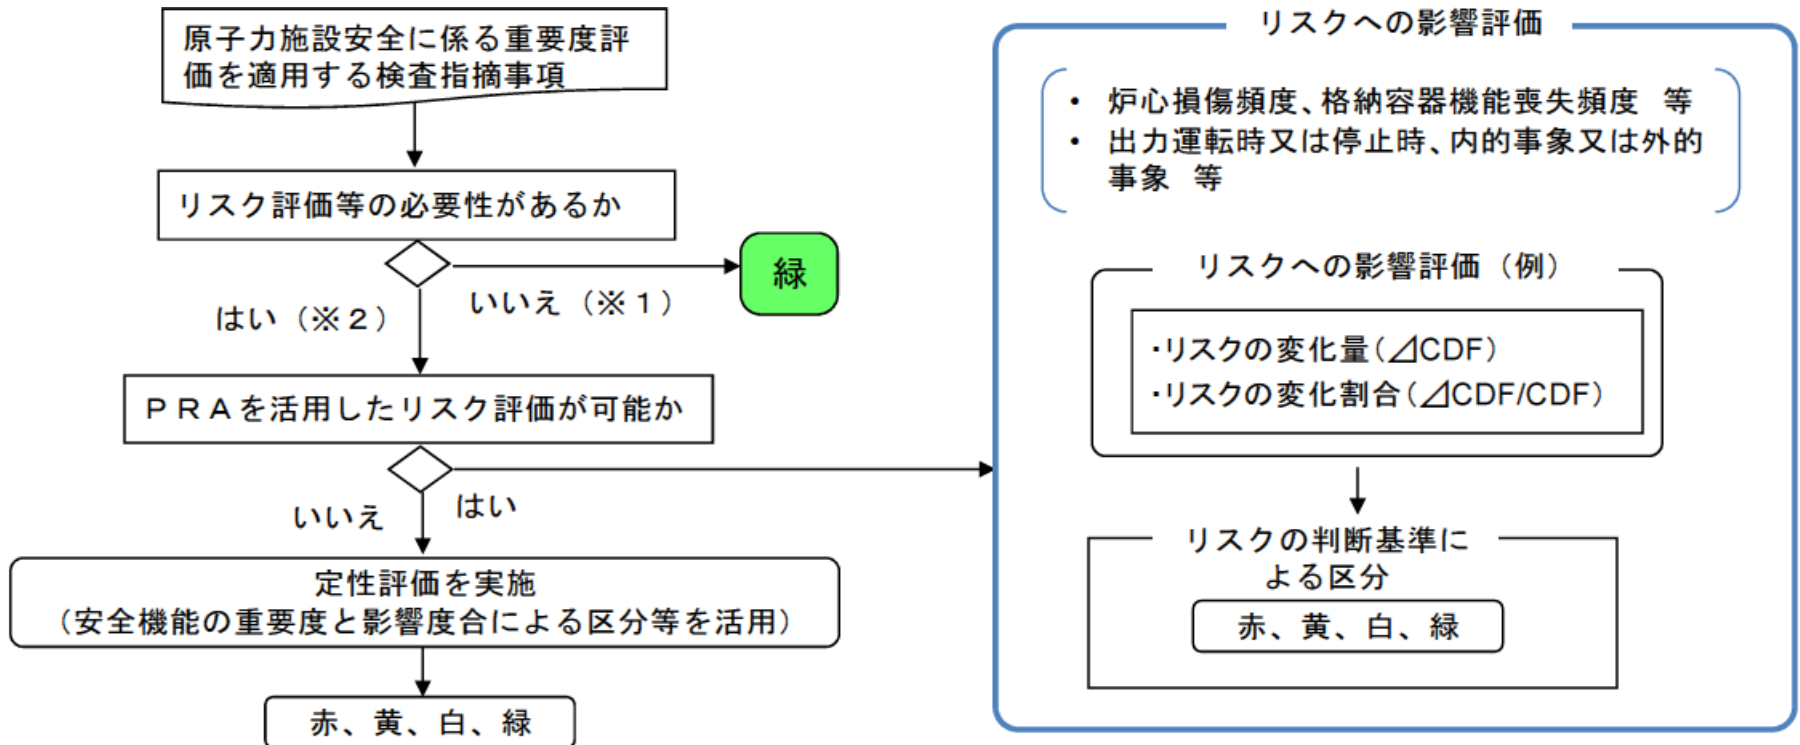 原子力施設安全に係る重要度評
価を適用する検査指摘事項
リスク評価等の必要性があるか
緑
いいえ（※１）
はい（※２）
ＰＲＡを活用したリスク評価が可能か
はい
いいえ
定性評価を実施
（安全機能の重要度と影響度合による区分等を活用）
赤、黄、白、緑
リスクへの影響評価
・ 炉心損傷頻度、格納容器機能喪失頻度　等
・ 出力運転時又は停止時、内的事象又は外的
事象　等
リスクへの影響評価（例）
・リスクの変化量（⊿CDF）
・リスクの変化割合（⊿CDF/CDF）
リスクの判断基準に
よる区分
赤、黄、白、緑